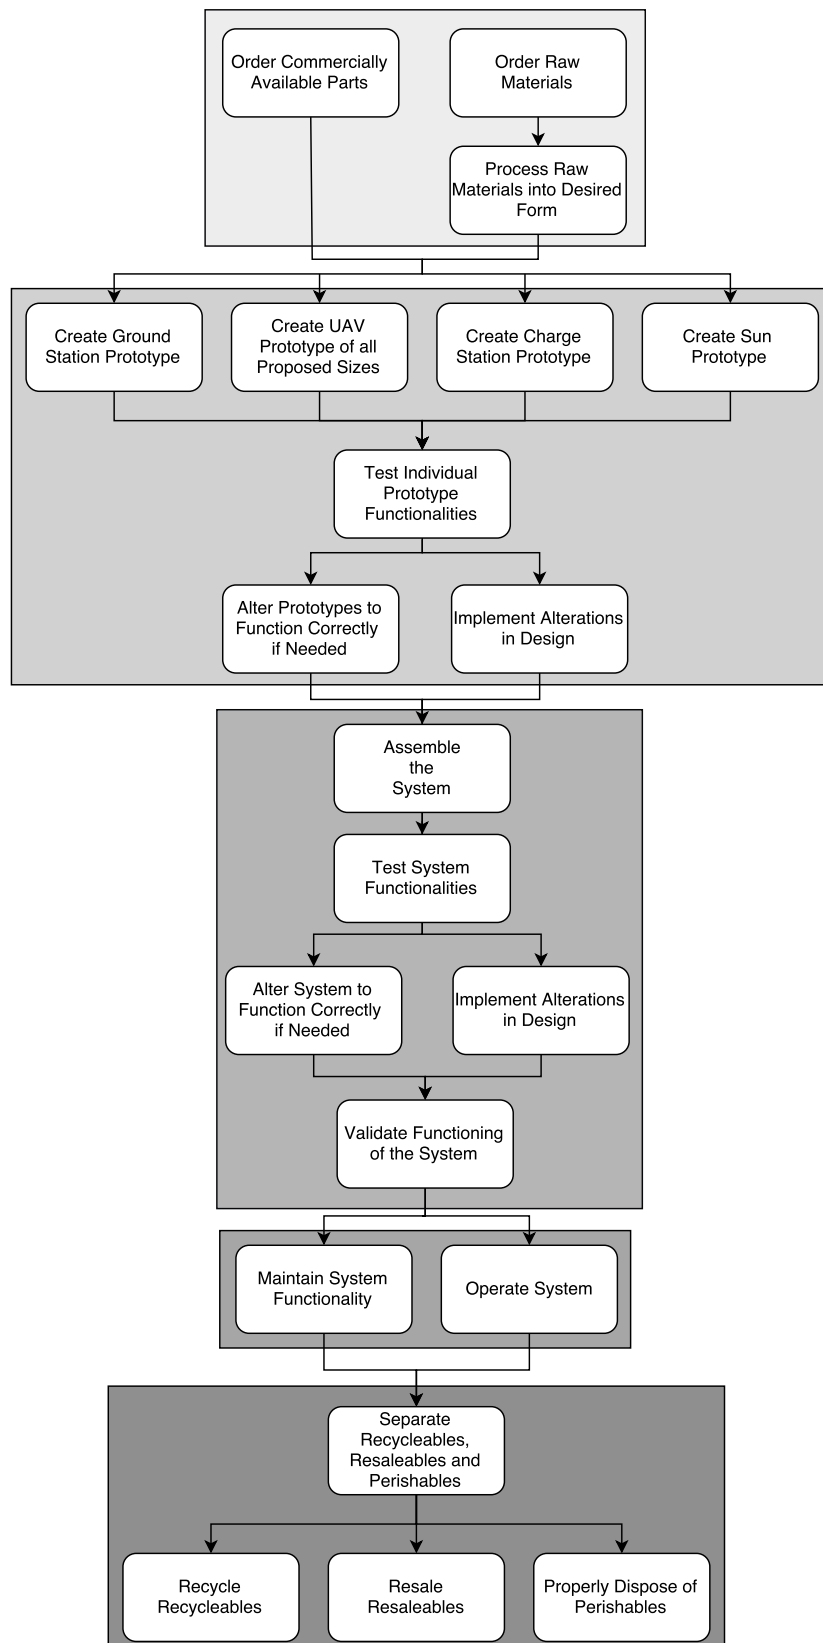 Order Commercially
Available Parts
Order Raw
Materials
Process Raw
Materials into Desired
Form
Create Ground
Station Prototype
Create UAV
Prototype of all
Proposed Sizes
Create Charge
Station Prototype
Create Sun
Prototype
Test Individual
Prototype
Functionalities
Alter Prototypes to
Function Correctly
if Needed
Implement Alterations
in Design
Assemble
the
System
Test System
Functionalities
Alter System to
Function Correctly
if Needed
Implement Alterations
in Design
Validate Functioning
of the System
Maintain System
Functionality
Operate System
Separate
Recycleables,
Resaleables and
Perishables
Recycle
Recycleables
Resale
Resaleables
Properly Dispose of
Perishables